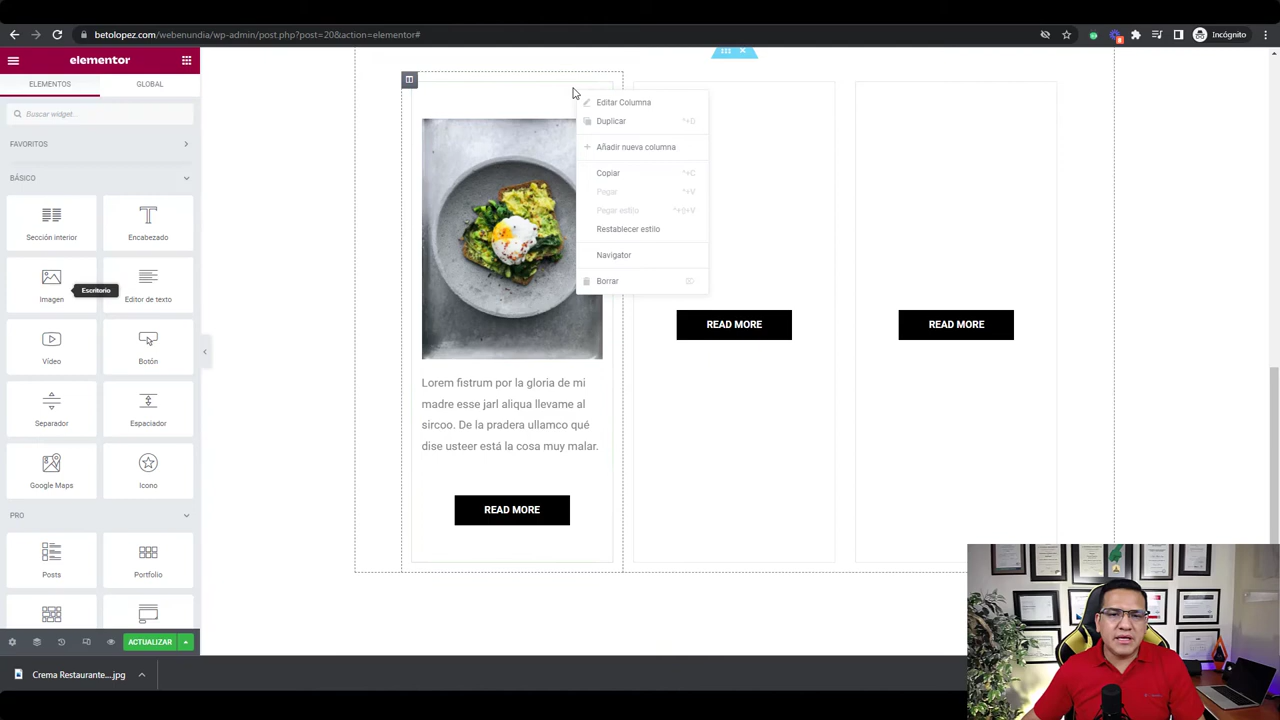 betolopez.com/webenundia/wp-admin/post.php?post=20&action=elementor#
Incógnito
elementor
ELEMENTOS
GLOBAL
Buscar widget...
FAVORITOS
BÁSICO
Sección interior
Encabezado
Imagen
Escritorio
Editor de texto
Vídeo
Botón
Separador
Espaciador
Google Maps
Icono
PRO
Posts
Portfolio
ACTUALIZAR
Editar Columna
Duplicar ^+D
Añadir nueva columna
Copiar ^+C
Pegar ^+V
Pegar estilo ^+⇧+V
Restablecer estilo
Navigator
Borrar ⌦
Lorem fistrum por la gloria de mi
madre esse jarl aliqua llevame al
sircoo. De la pradera ullamco qué
dise usteer está la cosa muy malar.
READ MORE
READ MORE
READ MORE
Crema Restaurante....jpg